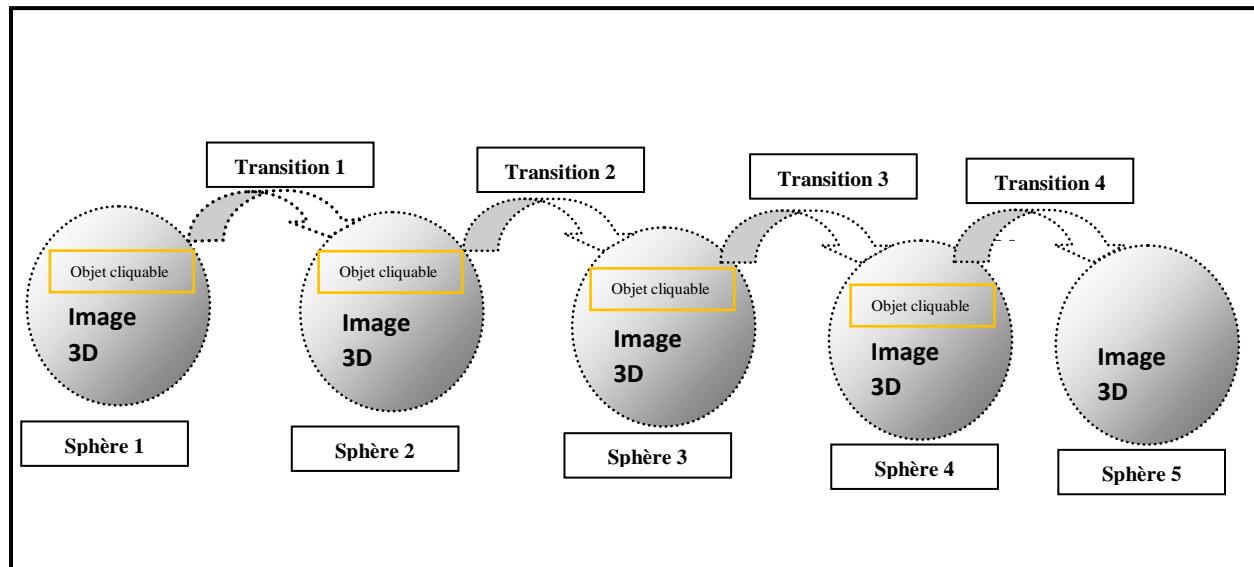 Transition 1
Transition 2
Transition 3
Transition 4
Objet cliquable
Image
3D
Sphère 1
Objet cliquable
Image
3D
Sphère 2
Objet cliquable
Image
3D
Sphère 3
Objet cliquable
Image
3D
Sphère 4
Image
3D
Sphère 5